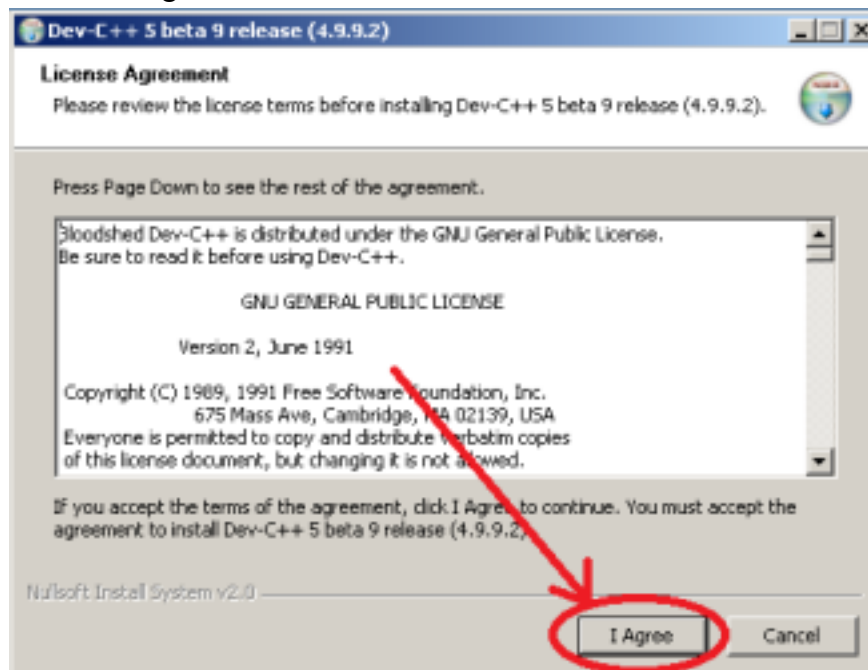 Dev-C++ 5 beta 9 release (4.9.9.2)
License Agreement
Please review the license terms before installing Dev-C++ 5 beta 9 release (4.9.9.2).
Press Page Down to see the rest of the agreement.
Bloodshed Dev-C++ is distributed under the GNU General Public License.
Be sure to read it before using Dev-C++.
GNU GENERAL PUBLIC LICENSE
Version 2, June 1991
Copyright (C) 1989, 1991 Free Software Foundation, Inc.
675 Mass Ave, Cambridge, MA 02139, USA
Everyone is permitted to copy and distribute verbatim copies
of this license document, but changing it is not allowed.
If you accept the terms of the agreement, click I Agree to continue. You must accept the
agreement to install Dev-C++ 5 beta 9 release (4.9.9.2).
Nullsoft Install System v2.0
I Agree
Cancel